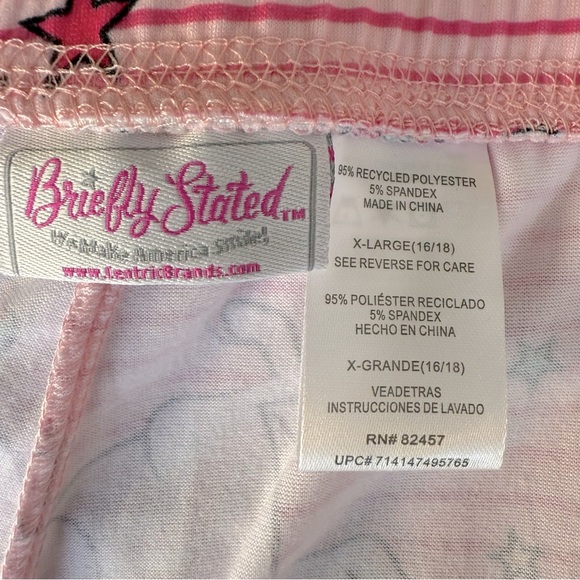 Briefly Stated™
We Make America Smile!
www.CentricBrands.com
95% RECYCLED POLYESTER
5% SPANDEX
MADE IN CHINA
X-LARGE(16/18)
SEE REVERSE FOR CARE
95% POLIÉSTER RECICLADO
5% SPANDEX
HECHO EN CHINA
X-GRANDE(16/18)
VEADETRAS
INSTRUCCIONES DE LAVADO
RN# 82457
UPC# 714147495765